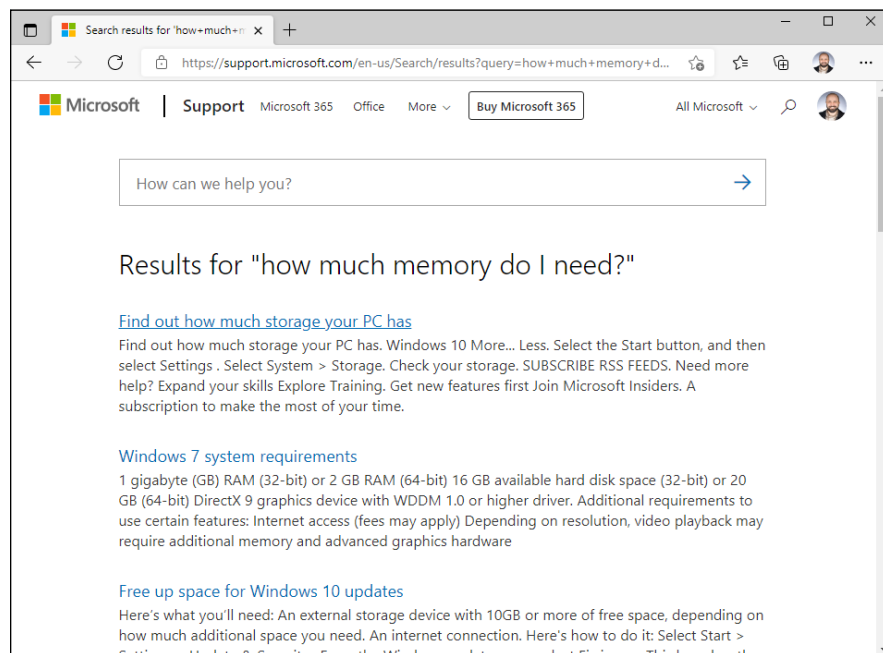 Search results for 'how+much+n
https://support.microsoft.com/en-us/Search/results?query=how+much+memory+d...
Microsoft | Support Microsoft 365 Office More Buy Microsoft 365 All Microsoft
How can we help you?
Results for "how much memory do I need?"
Find out how much storage your PC has
Find out how much storage your PC has. Windows 10 More... Less. Select the Start button, and then
select Settings . Select System > Storage. Check your storage. SUBSCRIBE RSS FEEDS. Need more
help? Expand your skills Explore Training. Get new features first Join Microsoft Insiders. A
subscription to make the most of your time.
Windows 7 system requirements
1 gigabyte (GB) RAM (32-bit) or 2 GB RAM (64-bit) 16 GB available hard disk space (32-bit) or 20
GB (64-bit) DirectX 9 graphics device with WDDM 1.0 or higher driver. Additional requirements to
use certain features: Internet access (fees may apply) Depending on resolution, video playback may
require additional memory and advanced graphics hardware
Free up space for Windows 10 updates
Here's what you'll need: An external storage device with 10GB or more of free space, depending on
how much additional space you need. An internet connection. Here's how to do it: Select Start >